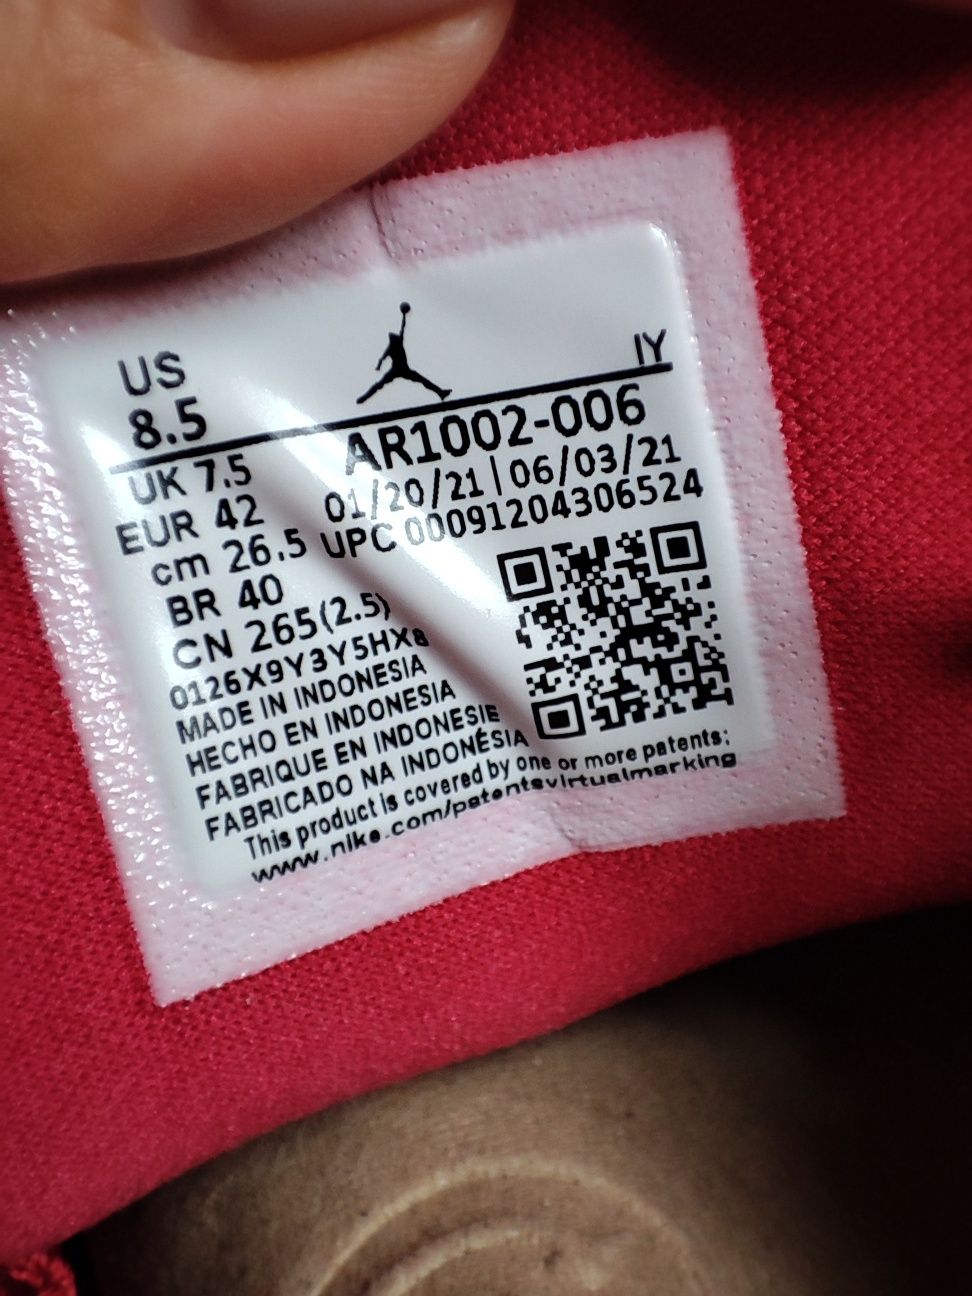 US
8.5
IY
AR1002-006
UK 7.5
01/20/21 | 06/03/21
EUR 42
UPC 00091204306524
cm 26.5
BR 40
CN 265(2.5)
0126X9Y3Y5HX8
MADE IN INDONESIA
HECHO EN INDONESIA
FABRIQUE EN INDONESIE
FABRICADO NA INDONÉSIA
This product is covered by one or more patents:
www.nike.com/patentsvirtualmarking